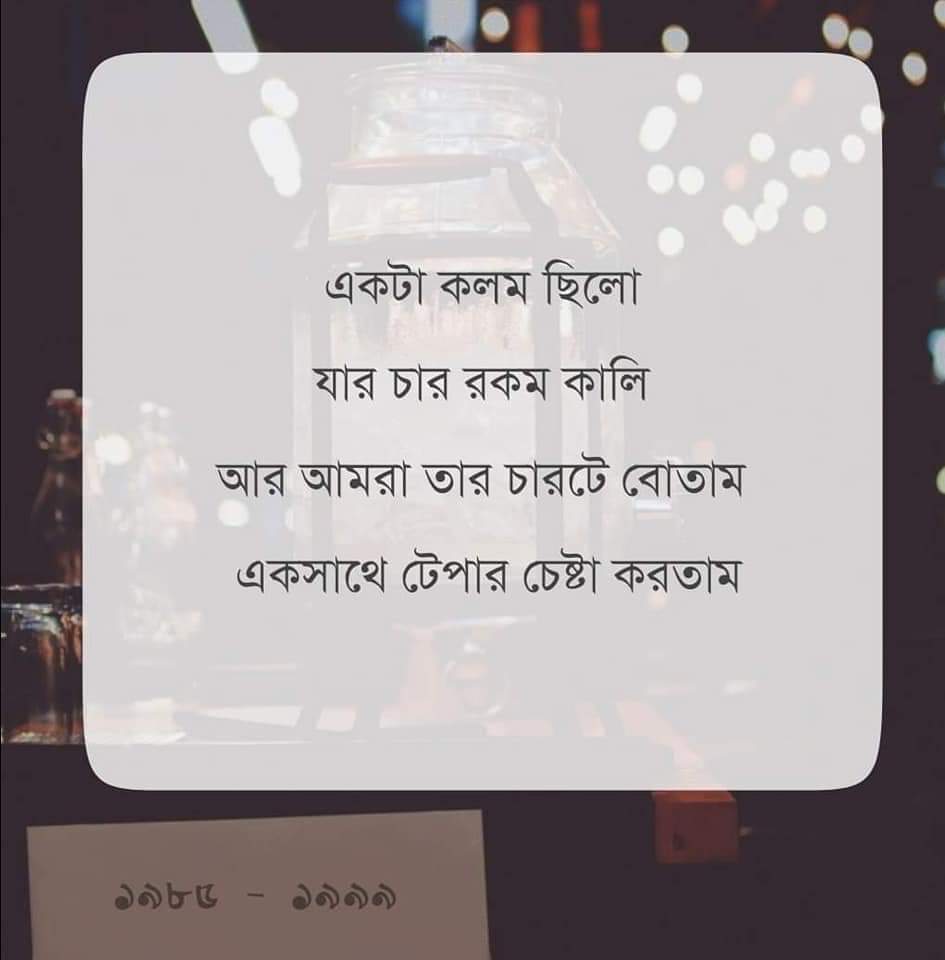 একটা কলম ছিলো
যার চার রকম কালি
আর আমরা তার চারটে বোতাম
একসাথে টেপার চেষ্টা করতাম
১৯৮৫ - ১৯৯৯